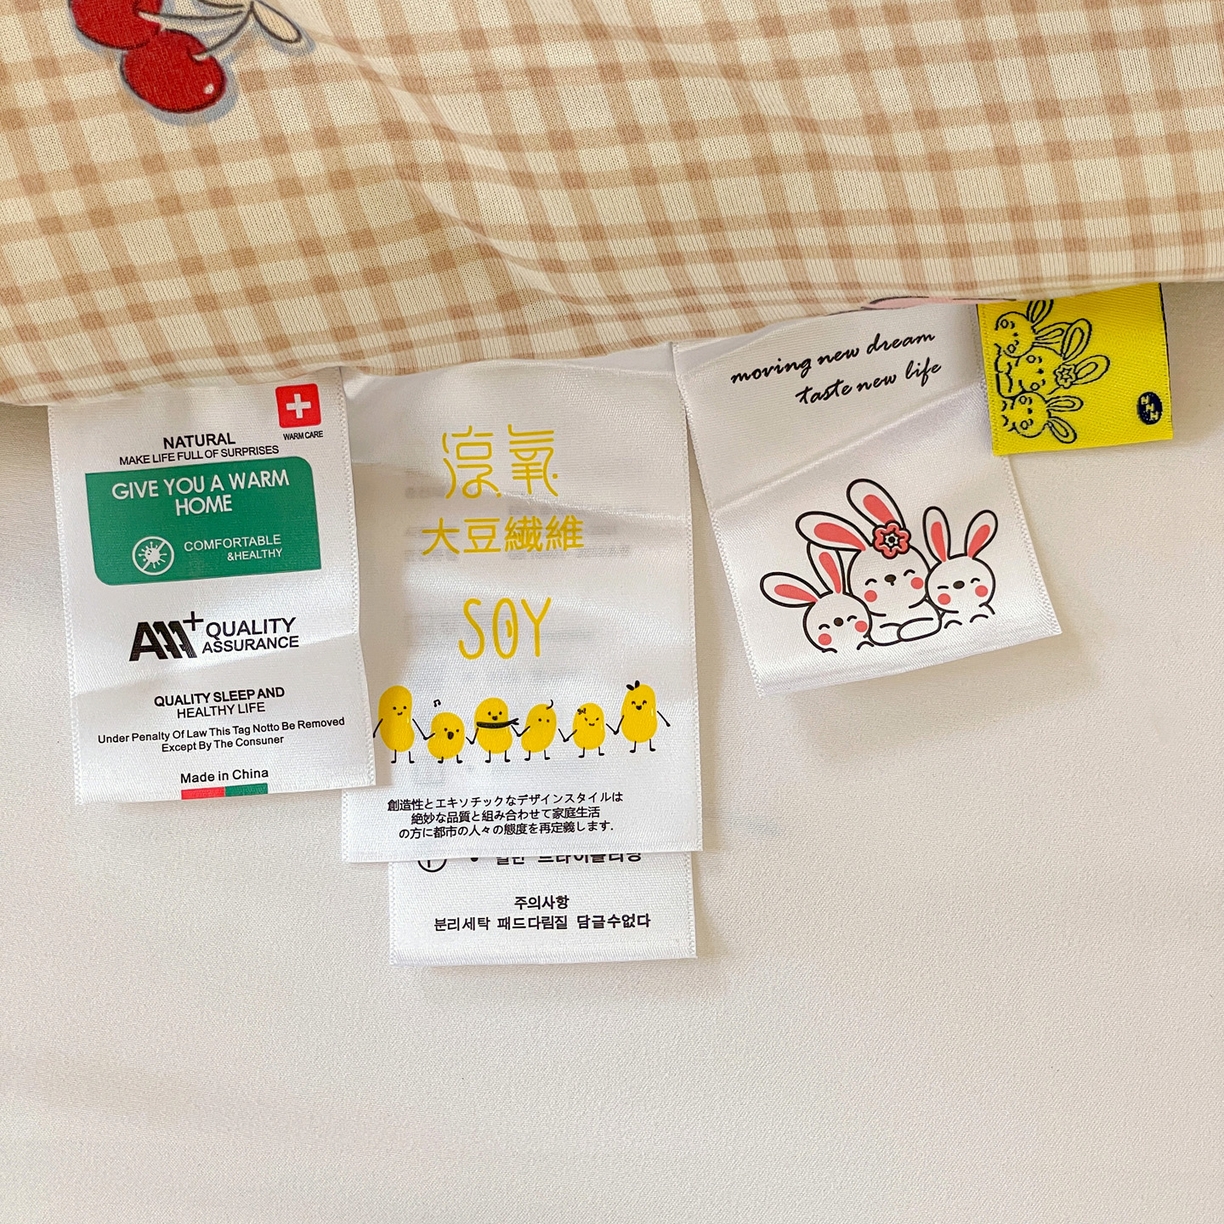 WARM CARE
NATURAL
MAKE LIFE FULL OF SURPRISES
GIVE YOU A WARM
HOME
COMFORTABLE
&HEALTHY
QUALITY
ASSURANCE
QUALITY SLEEP AND
HEALTHY LIFE
Under Penalty Of Law This Tag Notto Be Removed
Except By The Consuner
Made in China
涼氧
大豆繊維
SOY
創造性とエキソチックなデザインスタイルは
絶妙な品質と組み合わせて家庭生活
の方に都市の人々の態度を再定義します.
주의사항
분리세탁 패드다림질 담글수없다
moving new dream
taste new life